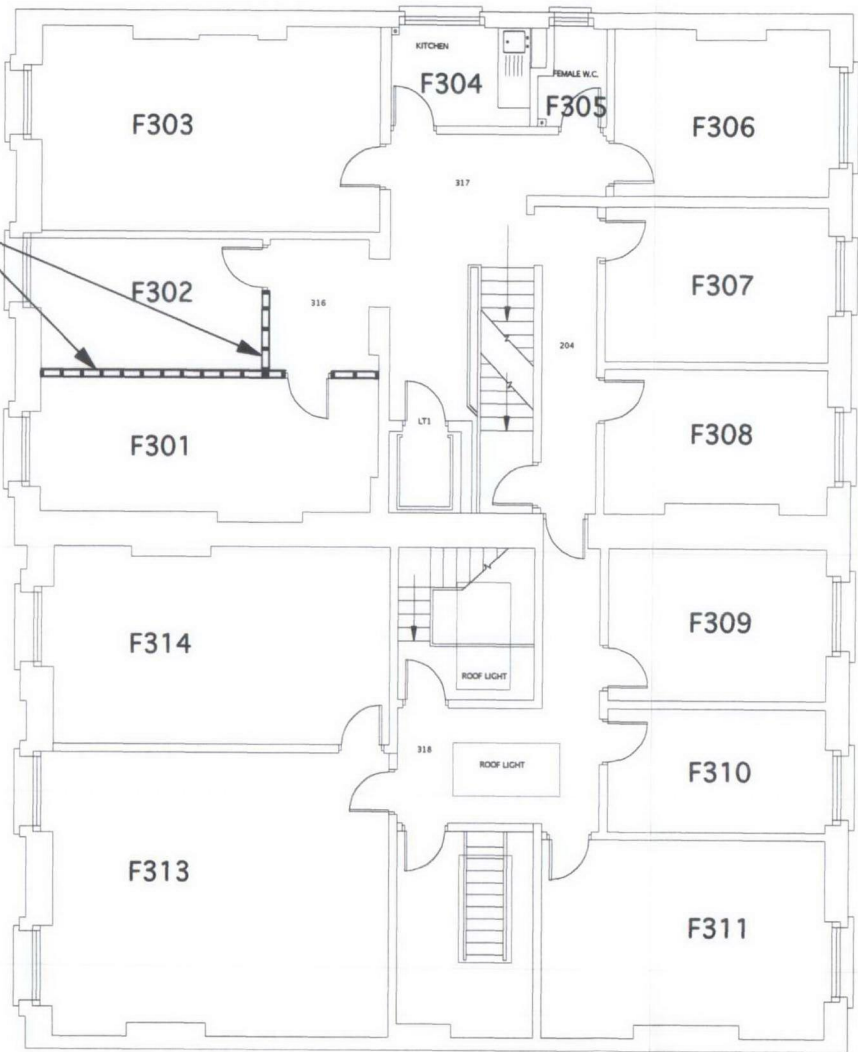 KITCHEN
F304
FEMALE W.C.
F305
F303
F306
317
F302
316
F307
204
F301
LT1
F308
F314
F309
ROOF LIGHT
318
ROOF LIGHT
F310
F313
F311